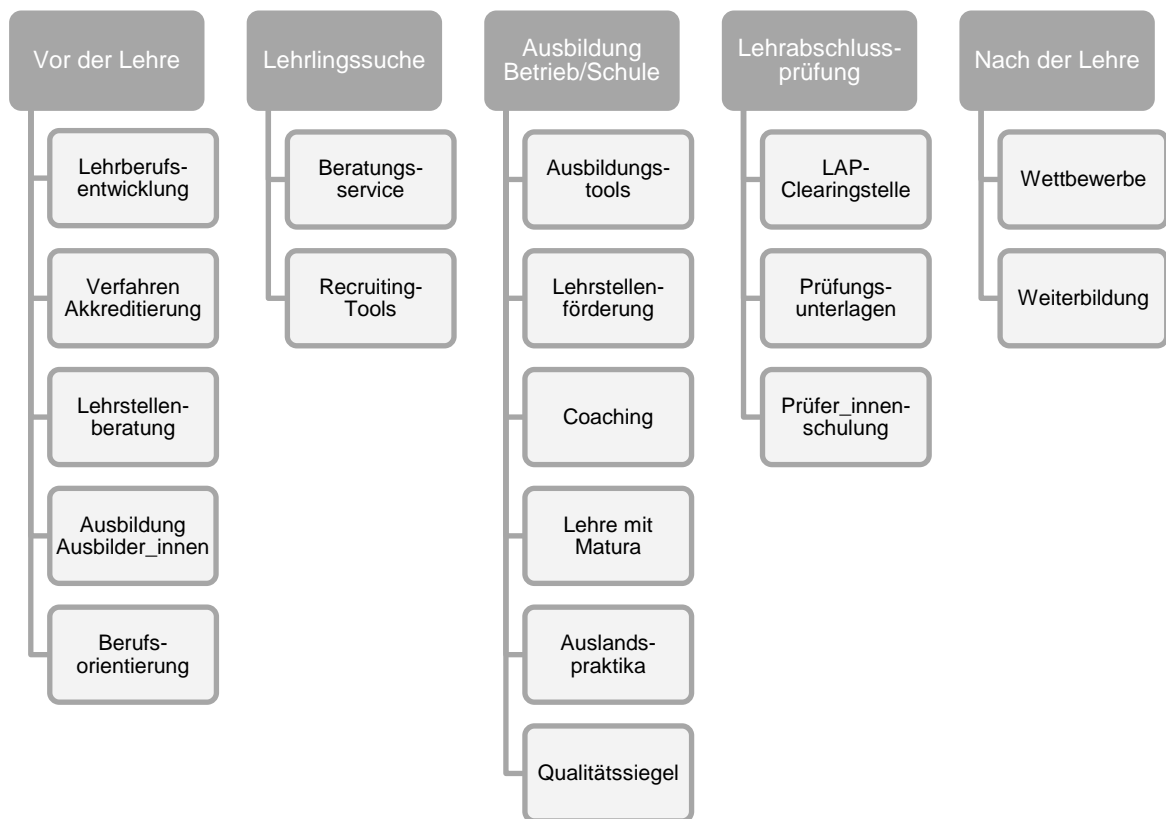 Vor der Lehre
Lehrberufs-
entwicklung
Verfahren
Akkreditierung
Lehrstellen-
beratung
Ausbildung
Ausbilder_innen
Berufs-
orientierung
Lehrlingssuche
Beratungs-
service
Recruiting-
Tools
Ausbildung
Betrieb/Schule
Ausbildungs-
tools
Lehrstellen-
förderung
Coaching
Lehre mit
Matura
Auslands-
praktika
Qualitätssiegel
Lehrabschluss-
prüfung
LAP-
Clearingstelle
Prüfungs-
unterlagen
Prüfer_innen-
schulung
Nach der Lehre
Wettbewerbe
Weiterbildung